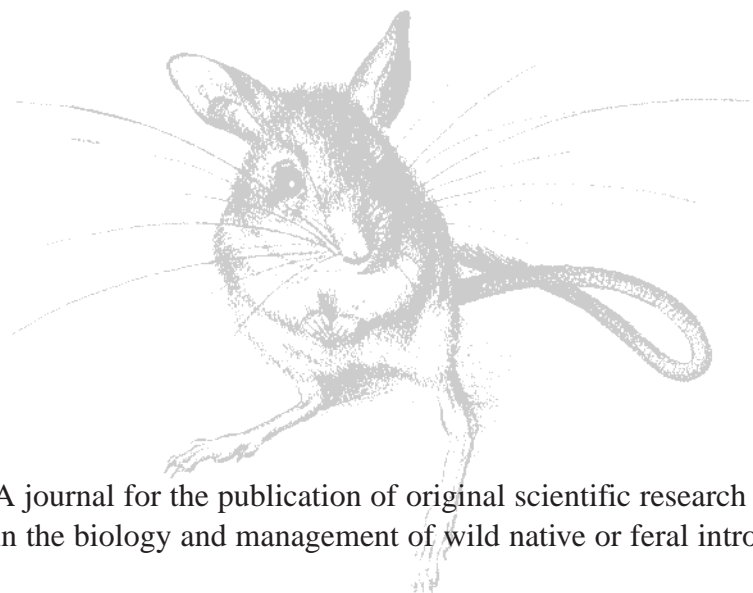 A journal for the publication of original scientific research
in the biology and management of wild native or feral intro